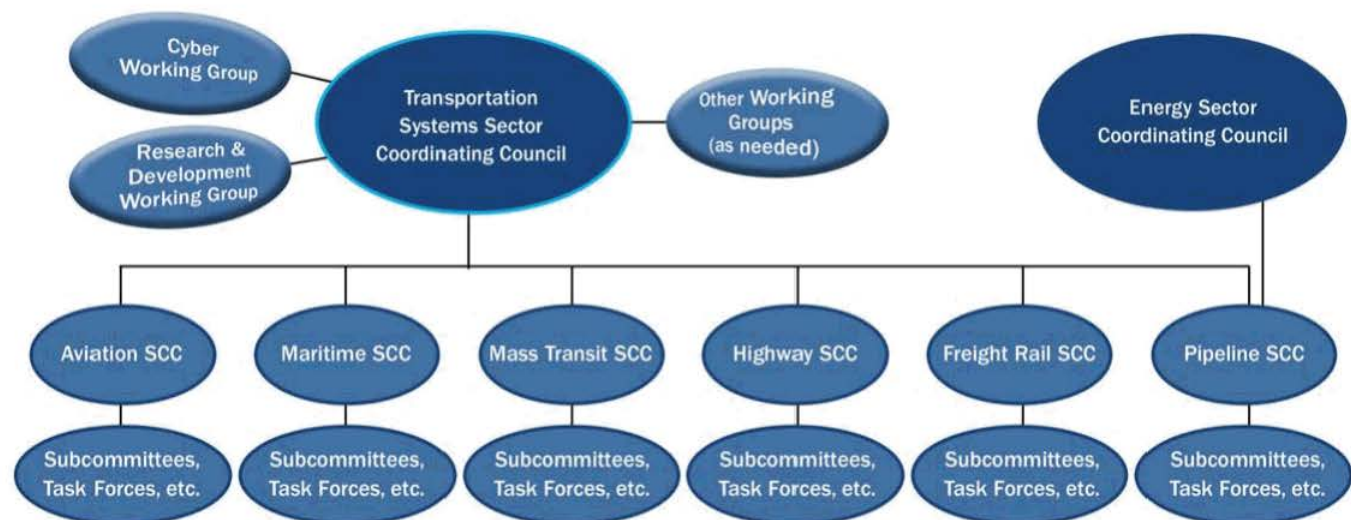 Cyber
Working Group
Transportation
Systems Sector
Coordinating Council
Other Working
Groups
(as needed)
Energy Sector
Coordinating Council
Research &
Development
Working Group
Aviation SCC
Maritime SCC
Mass Transit SCC
Highway SCC
Freight Rail SCC
Pipeline SCC
Subcommittees,
Task Forces, etc.
Subcommittees,
Task Forces, etc.
Subcommittees,
Task Forces, etc.
Subcommittees,
Task Forces, etc.
Subcommittees,
Task Forces, etc.
Subcommittees,
Task Forces, etc.